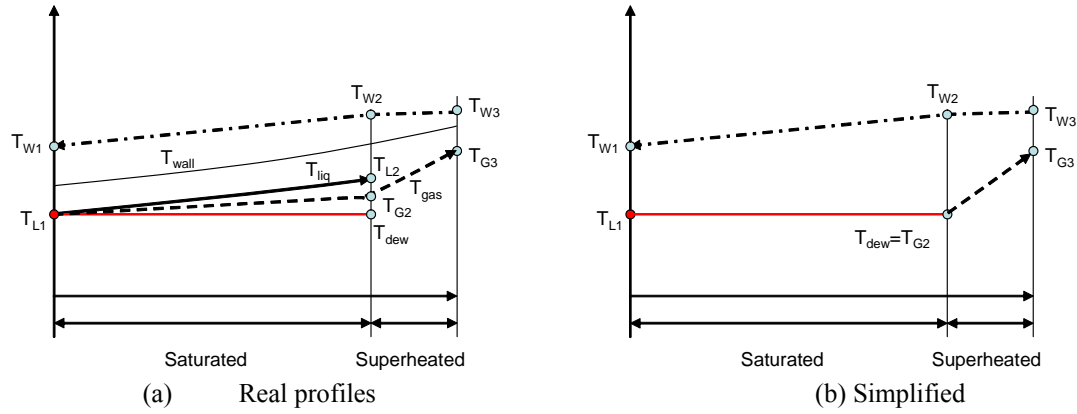 T_W1
T_wall
T_liq
T_W2
T_L2
T_W3
T_G3
T_gas
T_L1
T_G2
T_dew
Saturated Superheated
(a) Real profiles
T_W1
T_W2
T_W3
T_G3
T_L1
T_dew=T_G2
Saturated Superheated
(b) Simplified